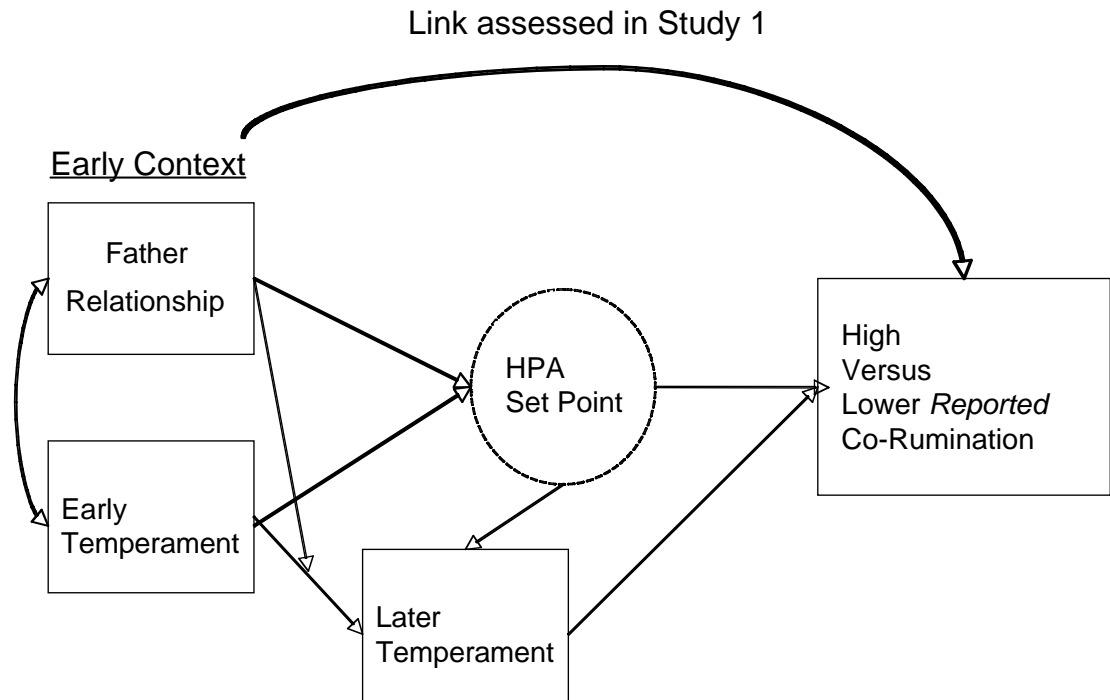 Link assessed in Study 1
Early Context
Father
Relationship
HPA
Set Point
High
Versus
Lower Reported
Co-Rumination
Early
Temperament
Later
Temperament